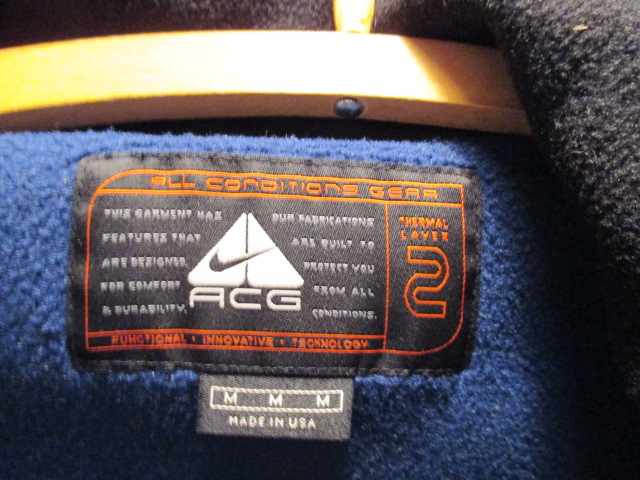 ALL CONDITIONS GEAR
THIS GARMENT HAS
FEATURES THAT
ARE DESIGNED
FOR COMFORT
& DURABILITY.
ACG
OUR FABRICATIONS
ARE BUILT TO
PROTECT YOU
FROM ALL
CONDITIONS.
THERMAL
LAYER
2
FUNCTIONAL • INNOVATIVE • TECHNOLOGY
M M M
MADE IN USA